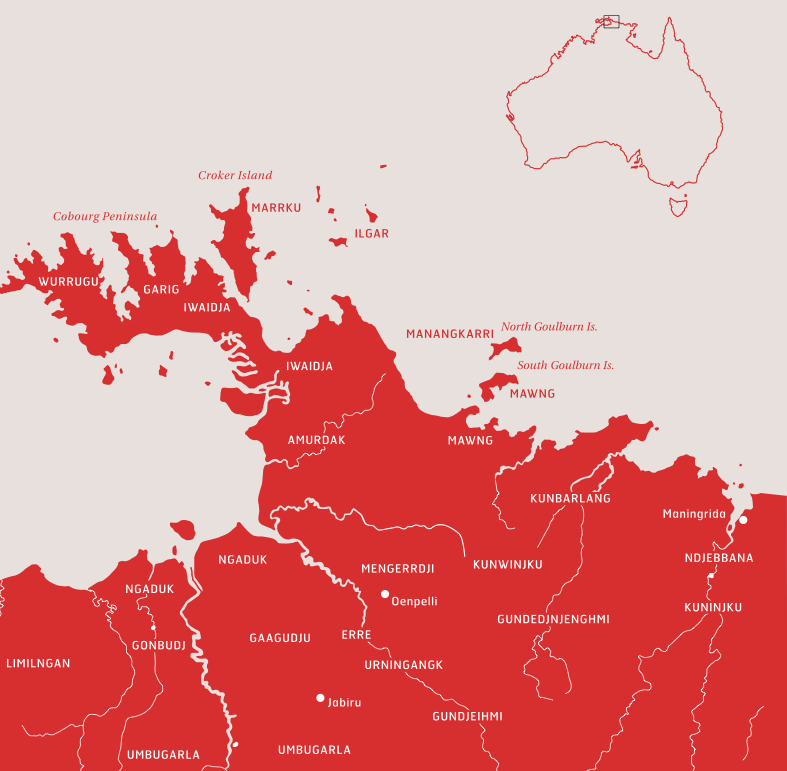 Croker Island
MARRKU
Cobourg Peninsula
ILGAR
WURRUGU
GARIG
IWAIDJA
North Goulburn Is.
MANANGKARRI
South Goulburn Is.
IWAIDJA
MAWNG
AMURDAK
MAWNG
KUNBARLANG
Maningrida
NGADUK
NDJEBBANA
KUNWINJKU
MENGERRDJI
NGADUK
Oenpelli
KUNINJKU
GUNDEDJNJENGHMI
ERRE
GAAGUDJU
GONBUDJ
LIMILNGAN
URNINGANGK
Jabiru
GUNDJEIHMI
UMBUGARLA
UMBUGARLA